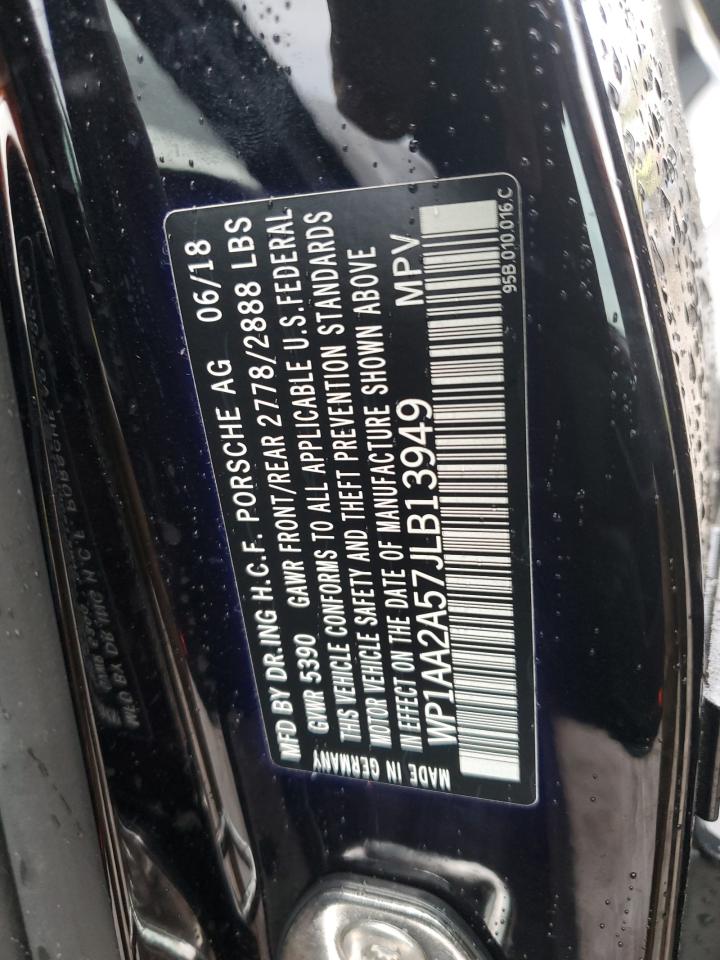 MFD BY DR.ING H.C.F. PORSCHE AG 06/18
GVWR 5390 GAWR FRONT/REAR 2778/2888 LBS
THIS VEHICLE CONFORMS TO ALL APPLICABLE U.S.FEDERAL
MOTOR VEHICLE SAFETY AND THEFT PREVENTION STANDARDS
IN EFFECT ON THE DATE OF MANUFACTURE SHOWN ABOVE
WP1AA2A57JLB13949 MPV
MADE IN GERMANY
95B.010.016.C